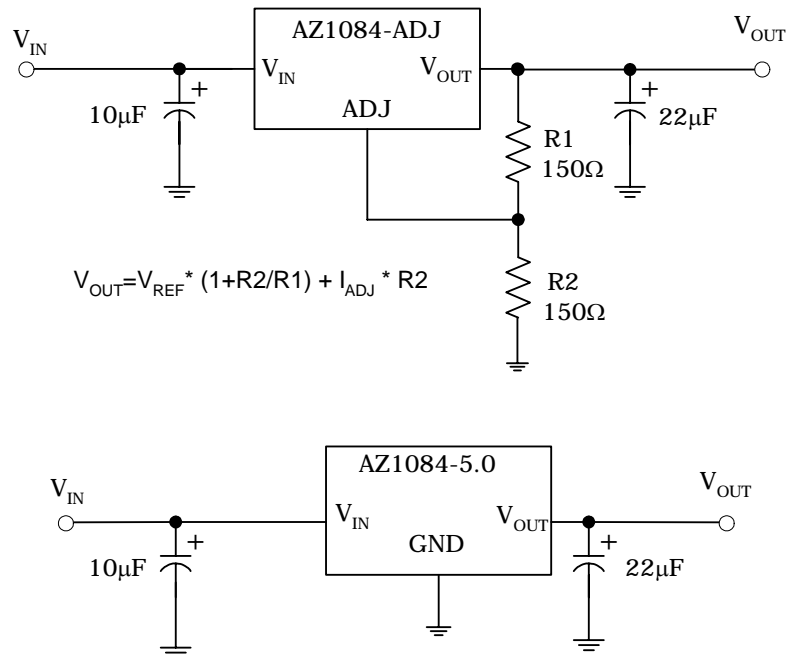 AZ1084-ADJ
V_IN
V_OUT
V_IN
V_OUT
10µF
ADJ
22µF
R1
150Ω
V_OUT=V_REF* (1+R2/R1) + I_ADJ * R2
R2
150Ω
AZ1084-5.0
V_IN
V_OUT
V_IN
V_OUT
GND
10µF
22µF
+
+
+
+